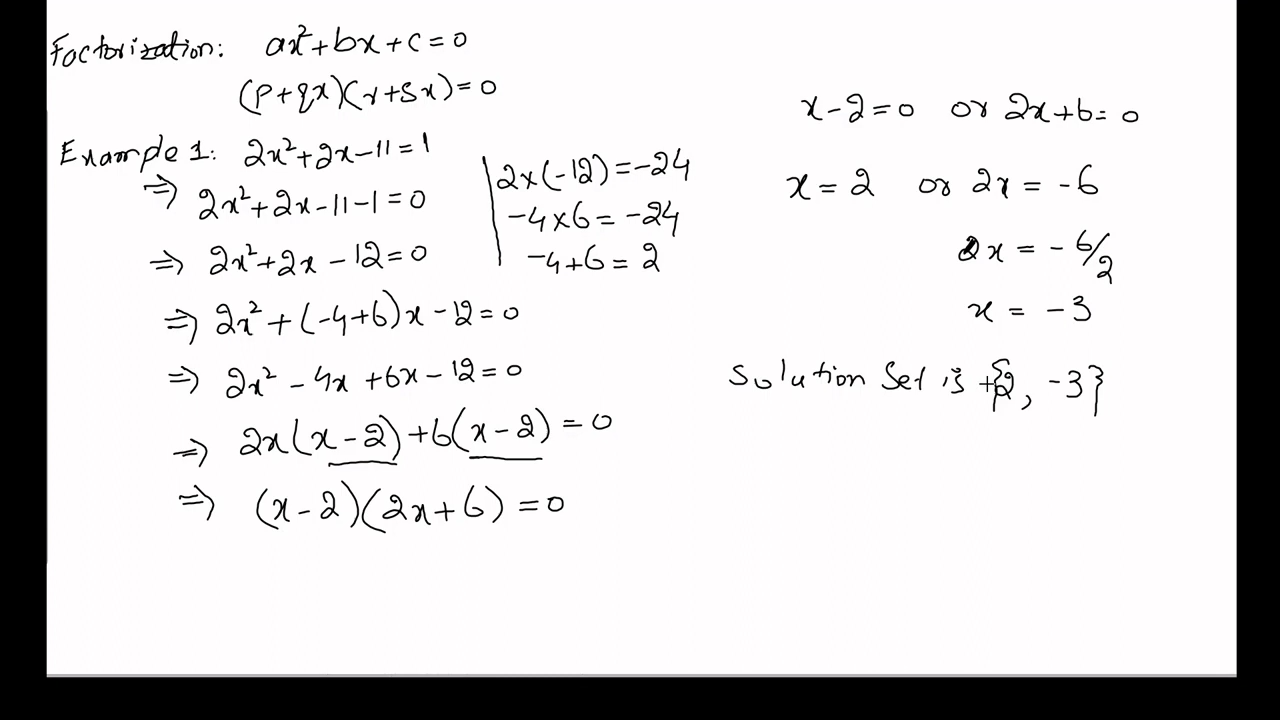 Factorization: ax²+bx+c=0
(p+qx)(r+sx)=0
Example 1: 2x²+2x-11=1
⇒ 2x²+2x-11-1=0
⇒ 2x²+2x-12=0
⇒ 2x²+(-4+6)x-12=0
⇒ 2x²-4x+6x-12=0
⇒ 2x(x-2)+6(x-2)=0
⇒ (x-2)(2x+6)=0
2×(-12)=-24
-4×6=-24
-4+6=2
x-2=0 or 2x+6=0
x=2 or 2x=-6
x=-6/2
x=-3
Solution Set is {2, -3}